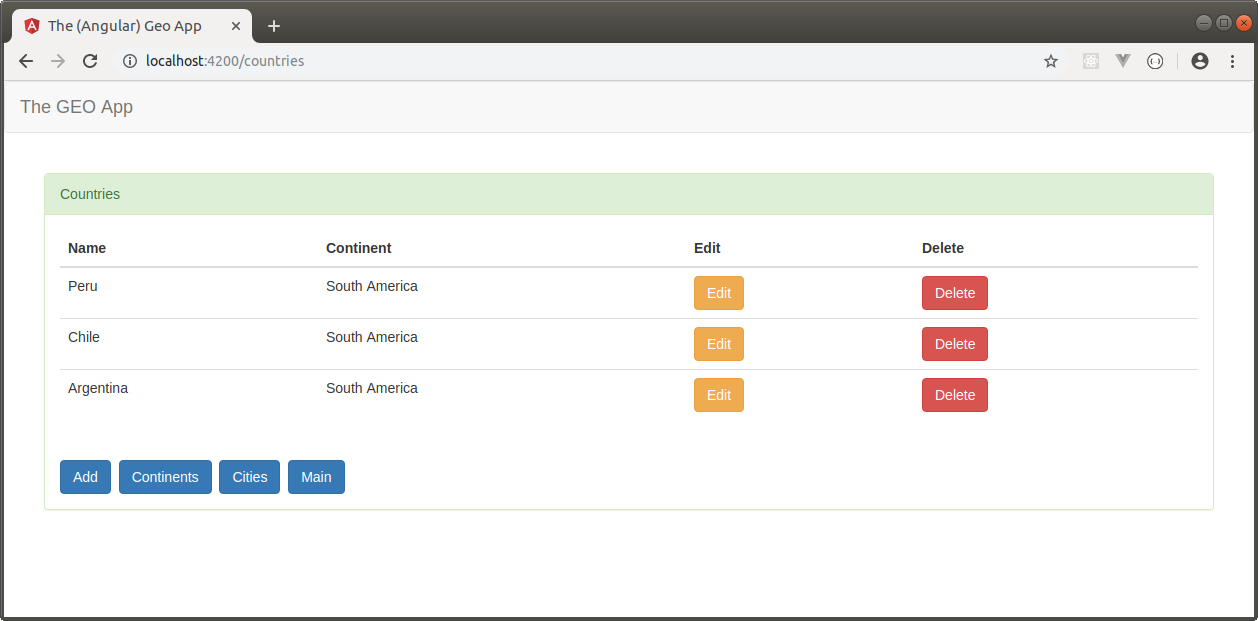 The (Angular) Geo App
localhost:4200/countries
The GEO App
Countries
Name Continent Edit Delete
Peru South America Edit Delete
Chile South America Edit Delete
Argentina South America Edit Delete
Add Continents Cities Main